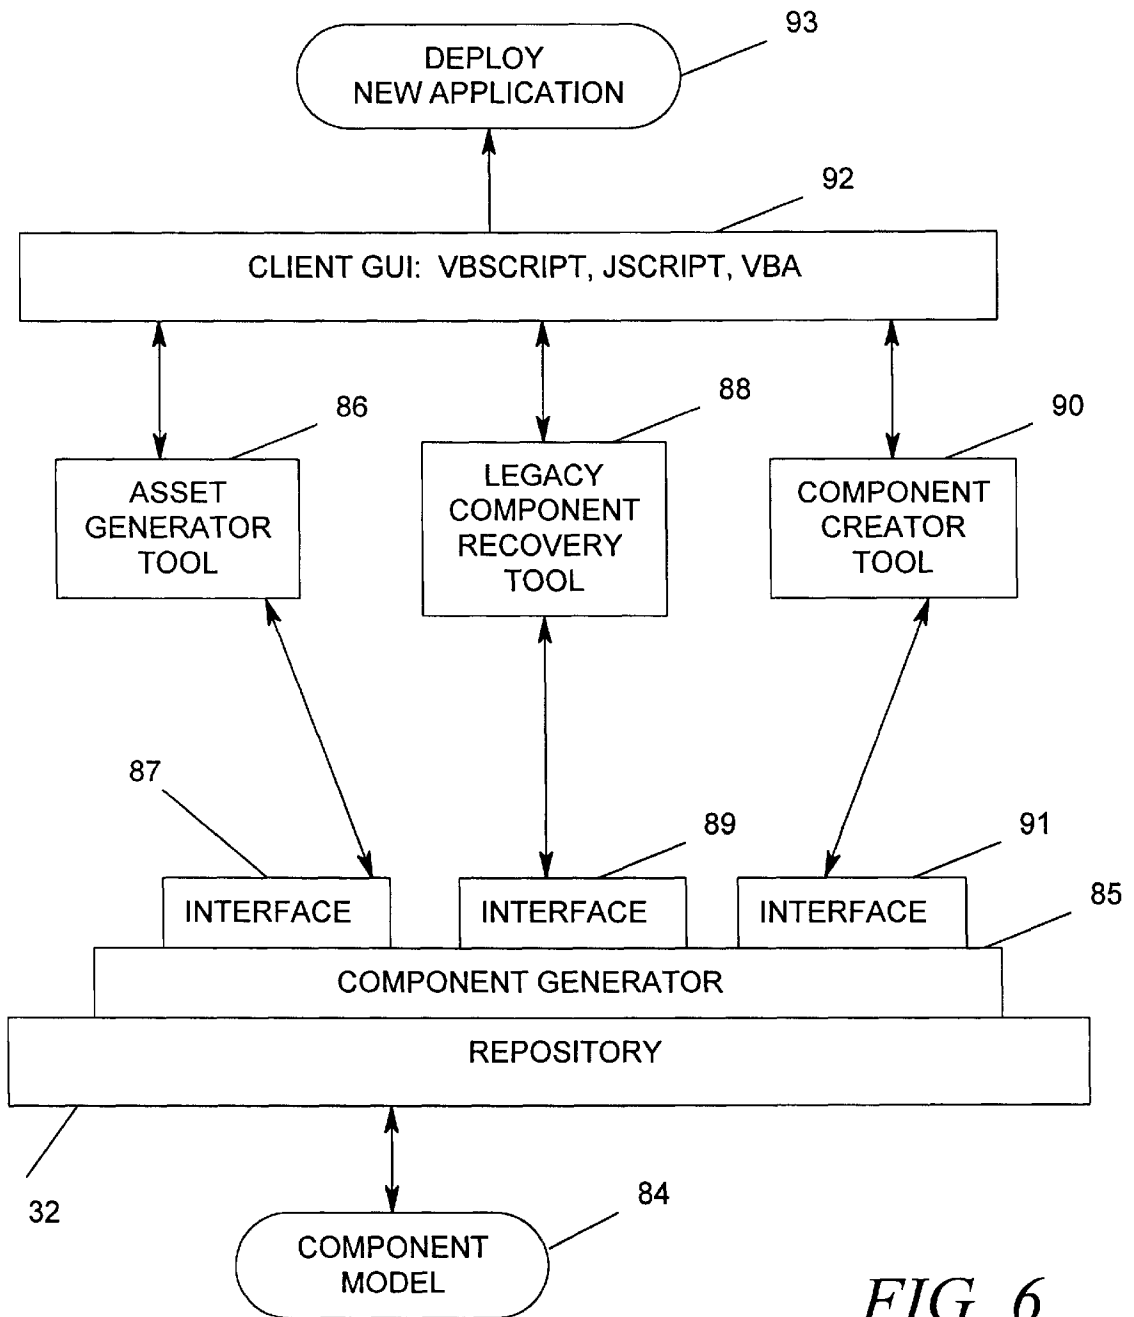 93
DEPLOY
NEW APPLICATION
92
CLIENT GUI: VBSCRIPT, JSCRIPT, VBA
86
88
90
ASSET
GENERATOR
TOOL
LEGACY
COMPONENT
RECOVERY
TOOL
COMPONENT
CREATOR
TOOL
87
89
91
85
INTERFACE
INTERFACE
INTERFACE
COMPONENT GENERATOR
REPOSITORY
32
84
COMPONENT
MODEL
FIG. 6